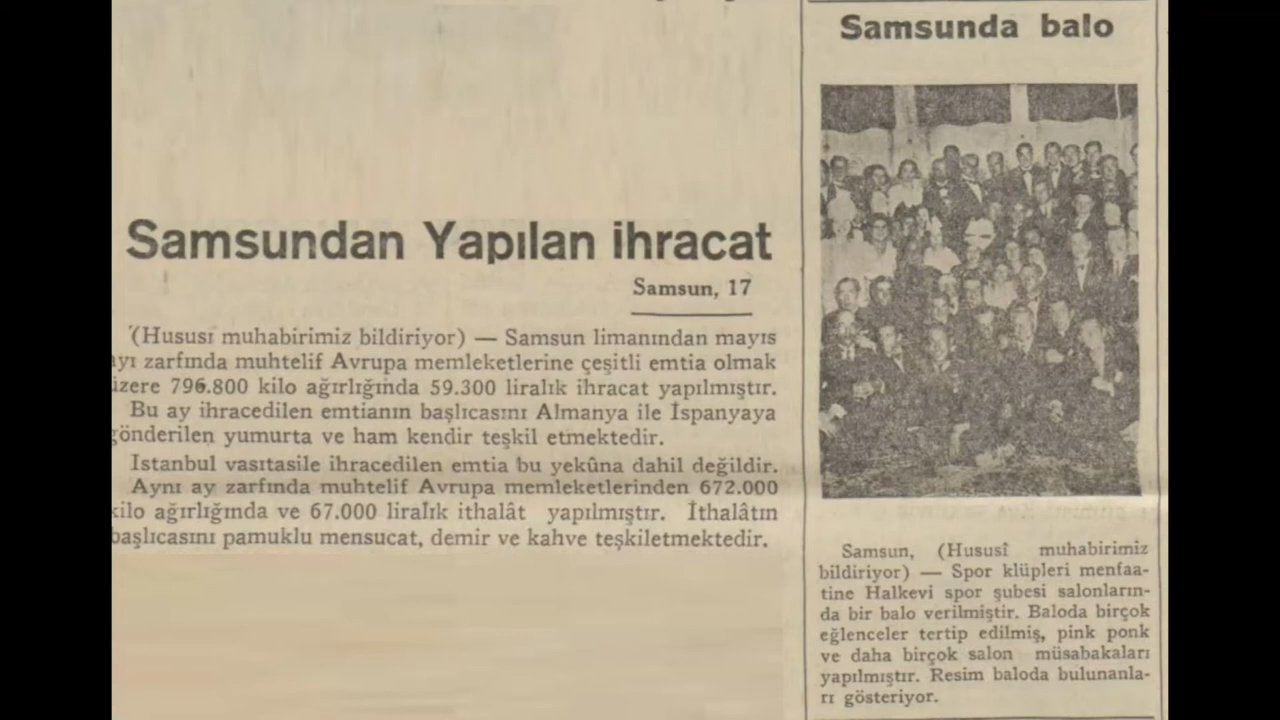 Samsundan Yapılan ihracat
Samsun, 17
(Hususî muhabirimiz bildiriyor) — Samsun limanından mayıs
ayı zarfında muhtelif Avrupa memleketlerine çeşitli emtia olmak
üzere 796.800 kilo ağırlığında 59.300 liralık ihracat yapılmıştır.
Bu ay ihracedilen emtianın başlıcasını Almanya ile İspanyaya
gönderilen yumurta ve ham kendir teşkil etmektedir.
Istanbul vasıtasile ihracedilen emtia bu yekûna dahil değildir.
Aynı ay zarfında muhtelif Avrupa memleketlerinden 672.000
kilo ağırlığında ve 67.000 liralık ithalât yapılmıştır. İthalâtın
başlıcasını pamuklu mensucat, demir ve kahve teşkiletmektedir.
Samsunda balo
Samsun, (Hususî muhabirimiz
bildiriyor) — Spor klüpleri menfaa-
tine Halkevi spor şubesi salonların-
da bir balo verilmiştir. Baloda birçok
eğlenceler tertip edilmiş, pink ponk
ve daha birçok salon müsabakaları
yapılmıştır. Resim baloda bulunanla-
rı gösteriyor.